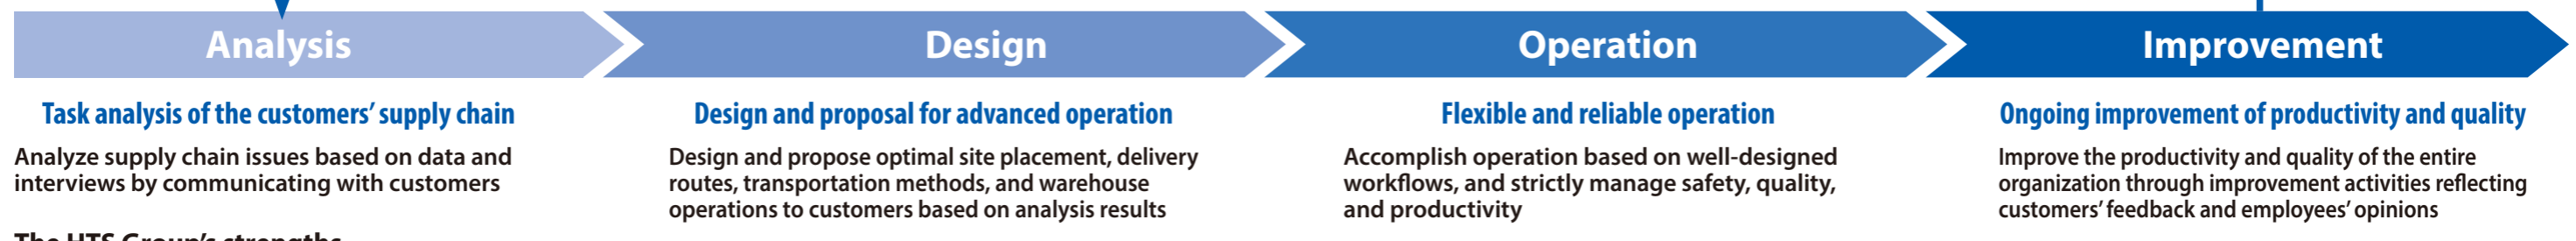 Analysis
Design
Operation
Improvement
Task analysis of the customers' supply chain
Analyze supply chain issues based on data and
interviews by communicating with customers
Design and proposal for advanced operation
Design and propose optimal site placement, delivery
routes, transportation methods, and warehouse
operations to customers based on analysis results
Flexible and reliable operation
Accomplish operation based on well-designed
workflows, and strictly manage safety, quality,
and productivity
Ongoing improvement of productivity and quality
Improve the productivity and quality of the entire
organization through improvement activities reflecting
customers' feedback and employees' opinions
The HTS Group's strengths